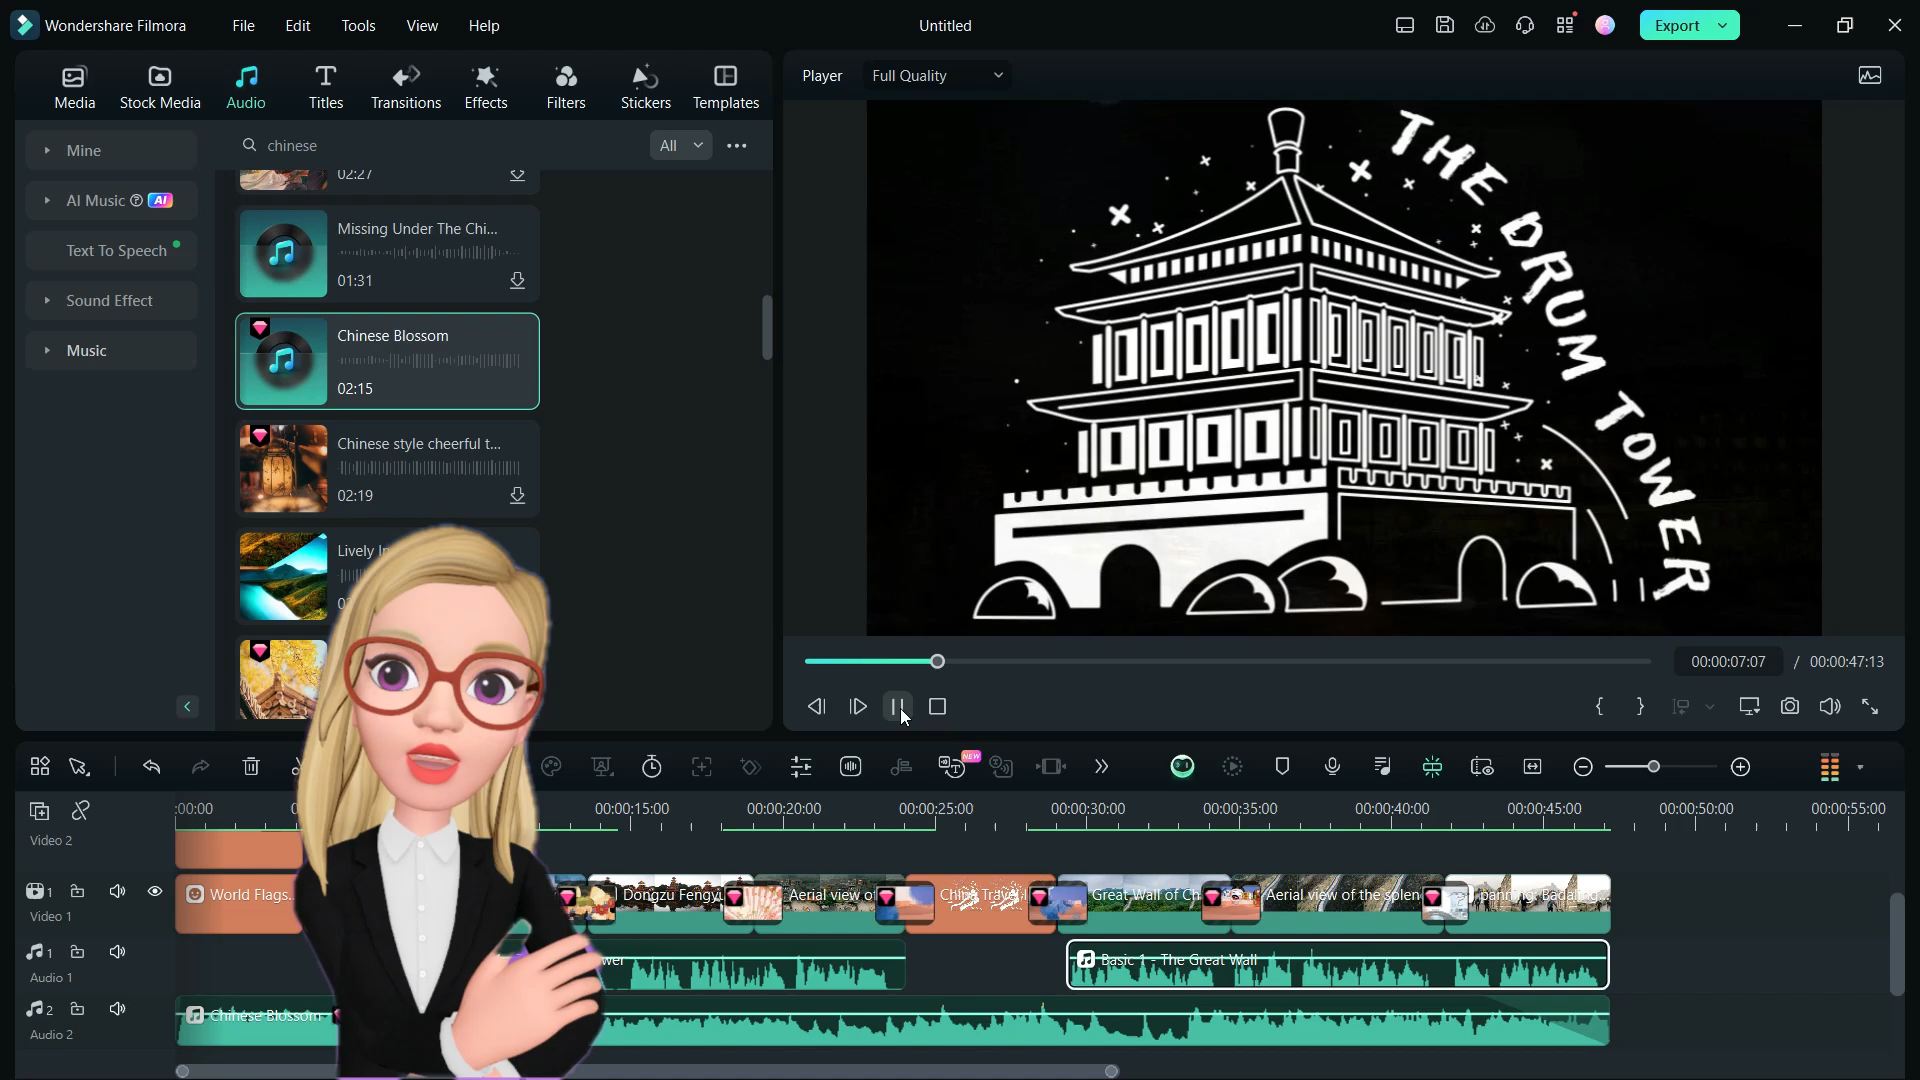 Wondershare Filmora
File
Edit
Tools
View
Help
Untitled
Export
Media
Stock Media
Audio
Titles
Transitions
Effects
Filters
Stickers
Templates
Player
Full Quality
Mine
AI Music
AI
Text To Speech
Sound Effect
Music
chinese
All
02:27
Missing Under The Chi...
01:31
Chinese Blossom
02:15
Chinese style cheerful t...
02:19
Lively
THE DRUM TOWER
00:00:07:07 / 00:00:47:13
NEW
:00:00
00:00:15:00
00:00:20:00
00:00:25:00
00:00:30:00
00:00:35:00
00:00:40:00
00:00:45:00
00:00:50:00
00:00:55:00
Video 2
1
Video 1
World Flags...
Dongzu Fengyu
Aerial view of
China Travel
Great Wall of Ch
Aerial view of the splen
panning. Badaling...
1
Audio 1
wer
Basic 1 - The Great Wall
2
Audio 2
Chinese Blossom